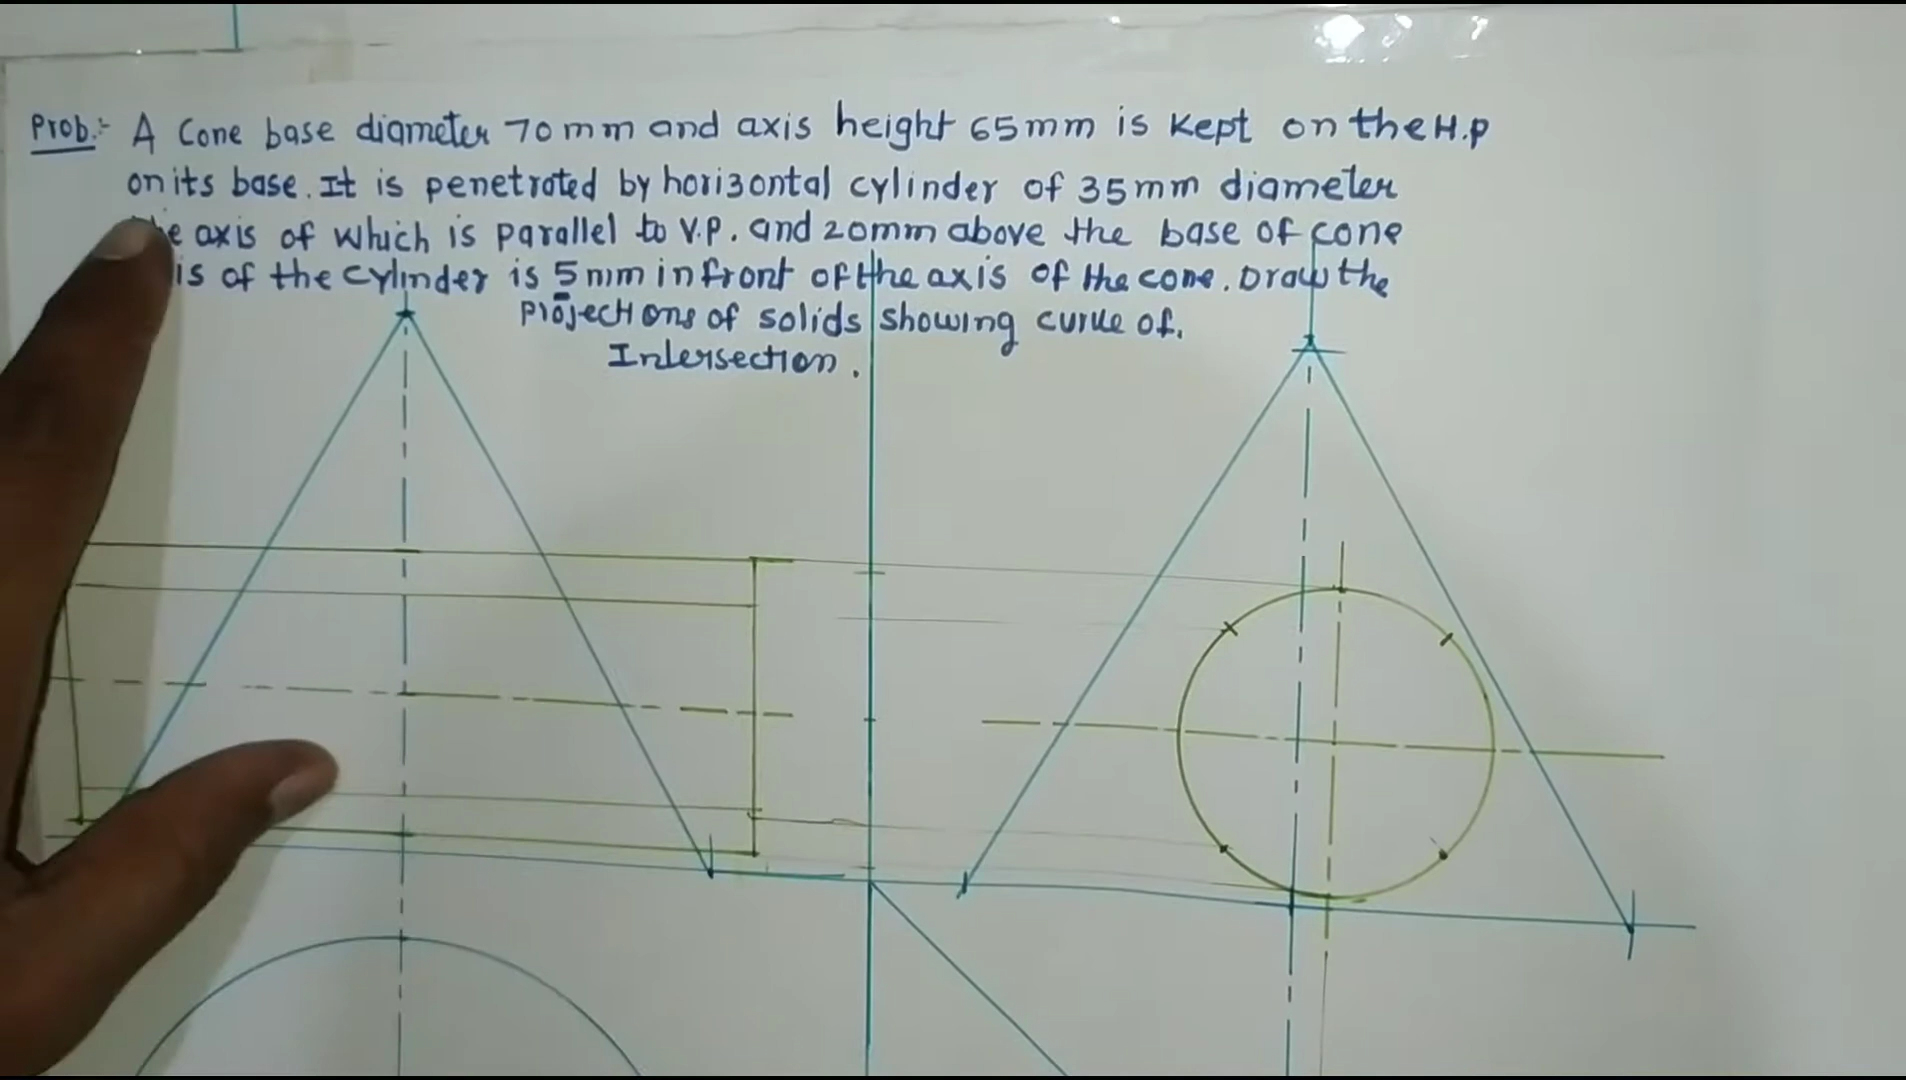 Prob:- A Cone base diameter 70mm and axis height 65mm is kept on the H.P
on its base. It is penetrated by horizontal cylinder of 35mm diameter
axis of which is parallel to V.P. and 20mm above the base of cone
of the cylinder is 5mm in front of the axis of the cone. Draw the
projections of solids showing curve of.
Intersection.